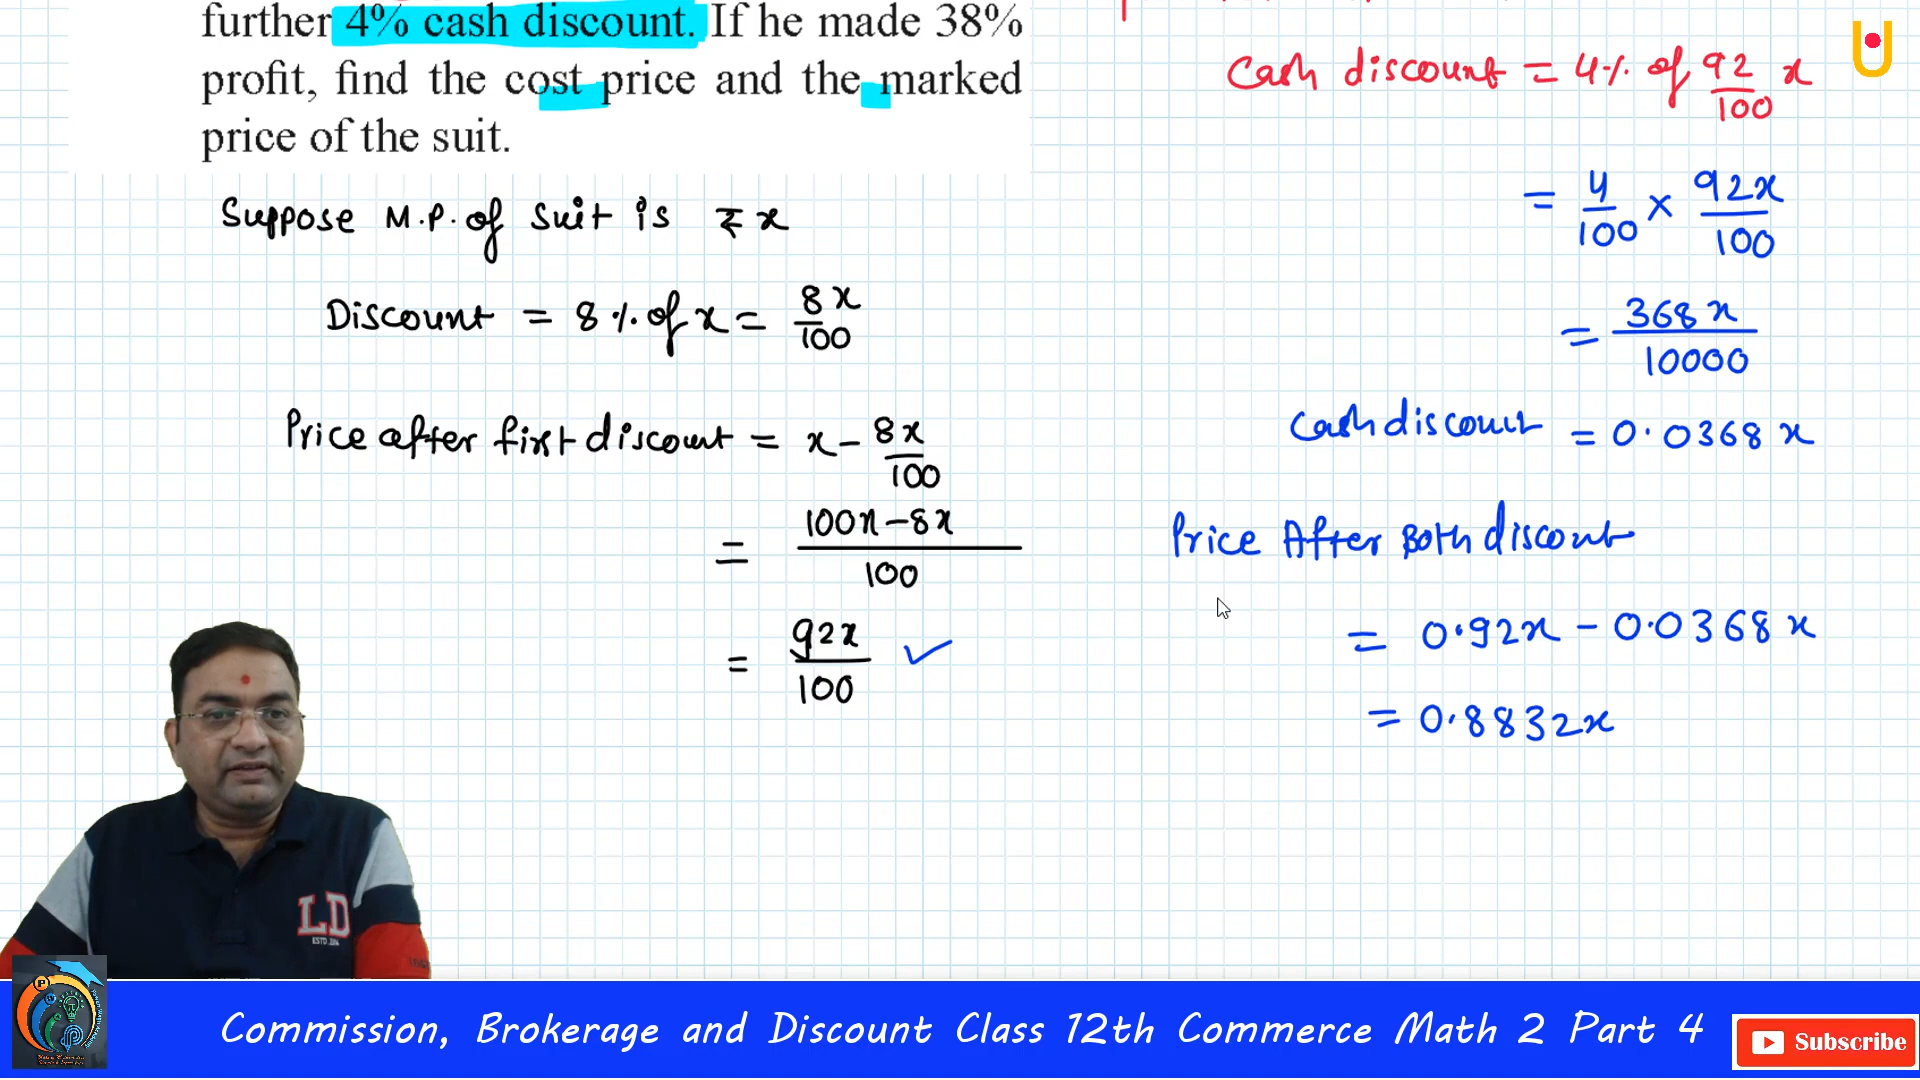 further 4% cash discount. If he made 38%
profit, find the cost price and the marked
price of the suit.
Suppose M.P. of suit is ₹ x
Discount = 8 % of x = 8x/100
Price after first discount = x - 8x/100
= 100x-8x/100
= 92x/100 ✓
Cash discount = 4% of 92/100 x
= 4/100 × 92x/100
= 368x/10000
Cash discount = 0.0368x
Price After Both discount
= 0.92x - 0.0368x
= 0.8832x
LD
ESTD.
Commission, Brokerage and Discount Class 12th Commerce Math 2 Part 4
Subscribe